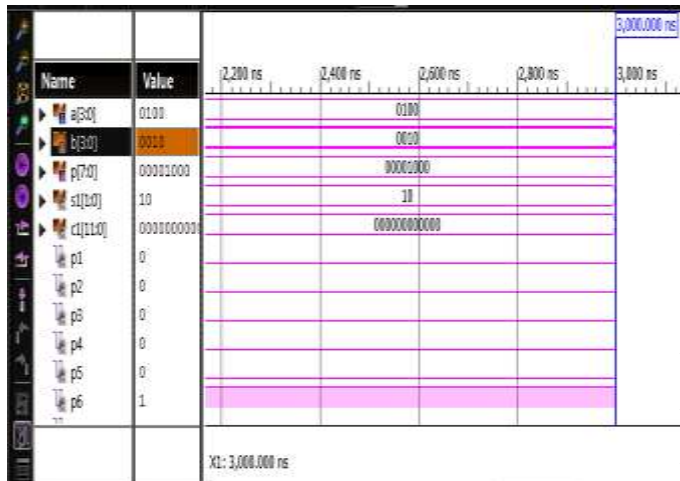 3,000.000 ns
Name Value 2,200 ns 2,400 ns 2,600 ns 2,800 ns 3,000 ns
a[3:0] 0100 0100
b[3:0] 0010 0010
p[7:0] 00001000 00001000
s1[1:0] 10 10
c1[11:0] 0000000000 000000000000
p1 0
p2 0
p3 0
p4 0
p5 0
p6 1
X1: 3,000.000 ns